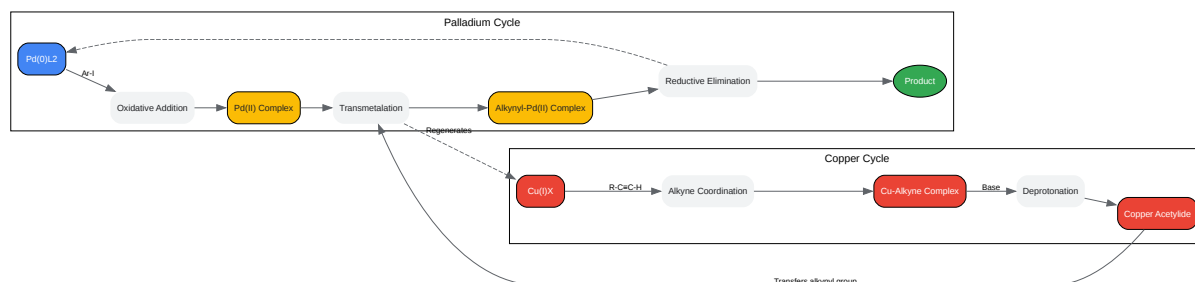 Palladium Cycle
Pd(0)L2
Ar-I
Oxidative Addition
Pd(II) Complex
Transmetalation
Alkynyl-Pd(II) Complex
Reductive Elimination
Product
Regenerates
Copper Cycle
Cu(I)X
R-C≡C-H
Alkyne Coordination
Cu-Alkyne Complex
Base
Deprotonation
Copper Acetylide
Transfers alkynyl group